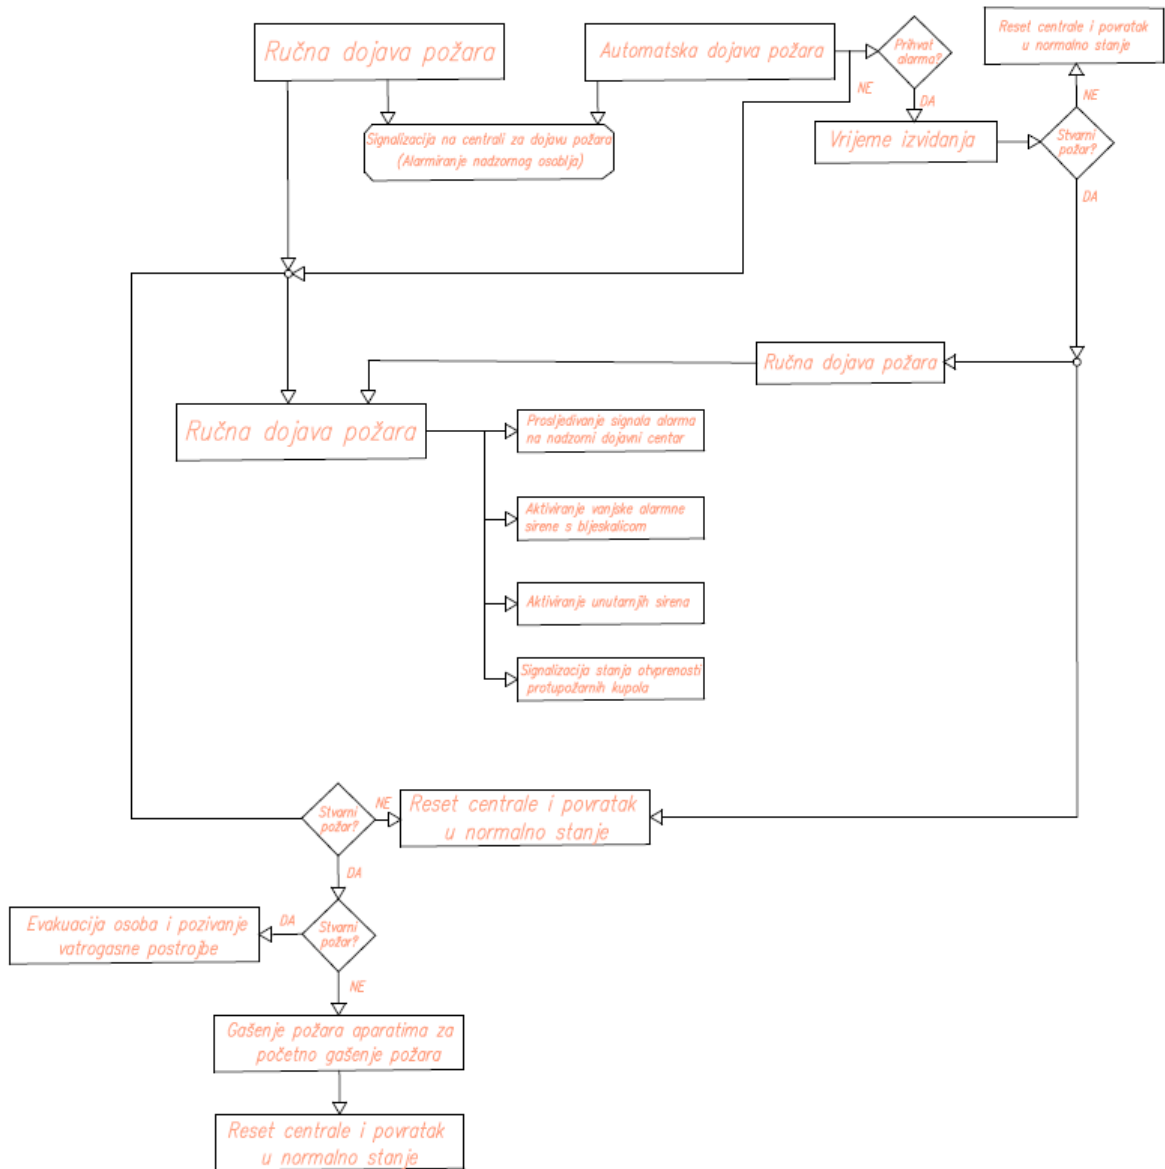 Ručna dojava požara
Automatska dojava požara
Prihvat
alarma?
Reset centrale i povratak
u normalno stanje
NE
DA
NE
Signalizacija na centrali za dojavu požara
(Alarmiranje nadzornog osoblja)
Vrijeme izviđanja
Stvarni
požar?
DA
Ručna dojava požara
Ručna dojava požara
Prosljeđivanje signala alarma
na nadzorni dojavni centar
Aktiviranje vanjske alarmne
sirene s bljeskalicom
Aktiviranje unutarnjih sirena
Signalizacija stanja otvprenosti
protupožarnih kupola
Stvarni
požar?
NE
Reset centrale i povratak
u normalno stanje
DA
Evakuacija osoba i pozivanje
vatrogasne postrojbe
DA
Stvarni
požar?
NE
Gašenje požara aparatima za
početno gašenje požara
Reset centrale i povratak
u normalno stanje